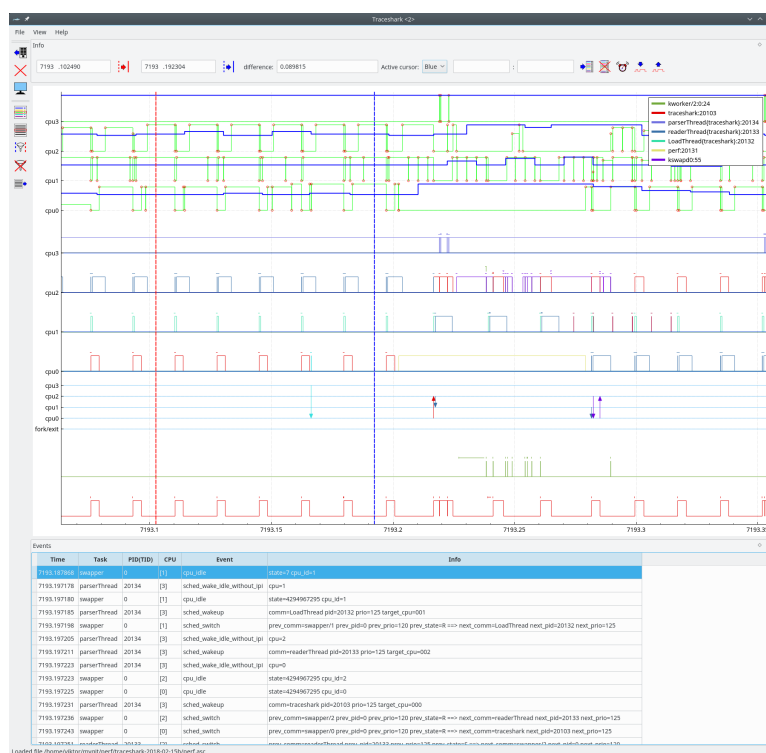 Traceshark <2>
File View Help
Info
7193 .102490 7193 .192304 difference: 0.089815 Active cursor: Blue :
kworker/2:0:24
traceshark:20103
parserThread(traceshark):20134
readerThread(traceshark):20133
LoadThread(traceshark):20132
perf:20131
kswapd0:55
cpu3
cpu2
cpu1
cpu0
cpu3
cpu2
cpu1
cpu0
cpu3
cpu2
cpu1
cpu0
fork/exit
7193.1 7193.15 7193.2 7193.25 7193.3
Events
Time Task PID(TID) CPU Event Info
7193.187868 swapper 0 [1] cpu_idle state=7 cpu_id=1
7193.197178 parserThread 20134 [3] sched_wake_idle_without_ipi cpu=1
7193.197180 swapper 0 [1] cpu_idle state=4294967295 cpu_id=1
7193.197185 parserThread 20134 [3] sched_wakeup comm=LoadThread pid=20132 prio=125 target_cpu=001
7193.197198 swapper 0 [1] sched_switch prev_comm=swapper/1 prev_pid=0 prev_prio=120 prev_state=R ==> next_comm=LoadThread next_pid=20132 next_prio=125
7193.197205 parserThread 20134 [3] sched_wake_idle_without_ipi cpu=2
7193.197211 parserThread 20134 [3] sched_wakeup comm=readerThread pid=20133 prio=125 target_cpu=002
7193.197223 parserThread 20134 [3] sched_wake_idle_without_ipi cpu=0
7193.197223 swapper 0 [2] cpu_idle state=4294967295 cpu_id=2
7193.197225 swapper 0 [0] cpu_idle state=4294967295 cpu_id=0
7193.197231 parserThread 20134 [3] sched_wakeup comm=traceshark pid=20103 prio=125 target_cpu=000
7193.197236 swapper 0 [2] sched_switch prev_comm=swapper/2 prev_pid=0 prev_prio=120 prev_state=R ==> next_comm=readerThread next_pid=20133 next_prio=125
7193.197243 swapper 0 [0] sched_switch prev_comm=swapper/0 prev_pid=0 prev_prio=120 prev_state=R ==> next_comm=traceshark next_pid=20103 next_prio=125